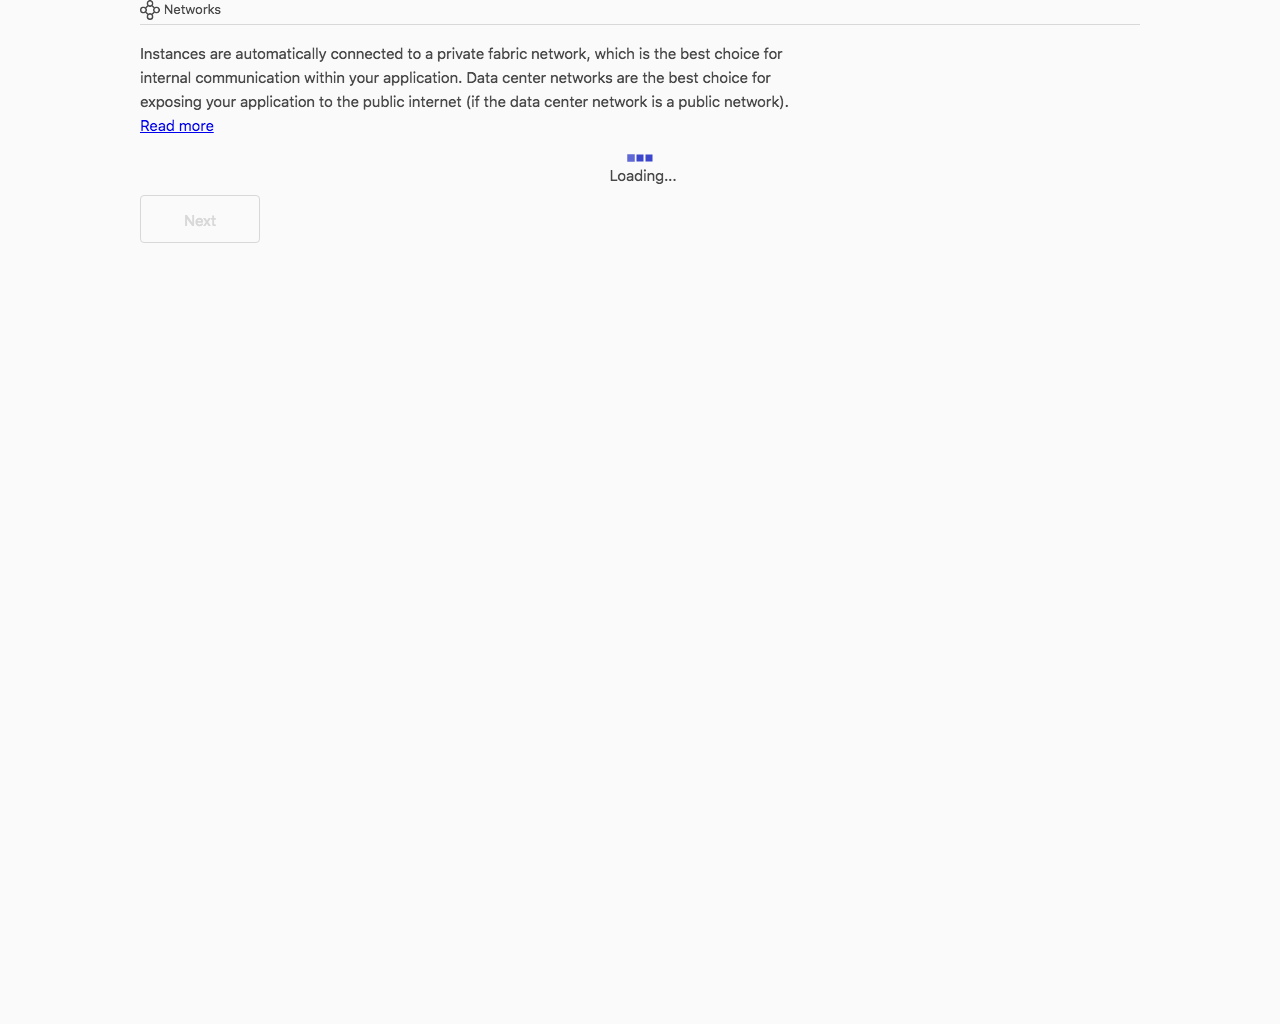 Networks
Instances are automatically connected to a private fabric network, which is the best choice for
internal communication within your application. Data center networks are the best choice for
exposing your application to the public internet (if the data center network is a public network).
Read more
Loading...
Next